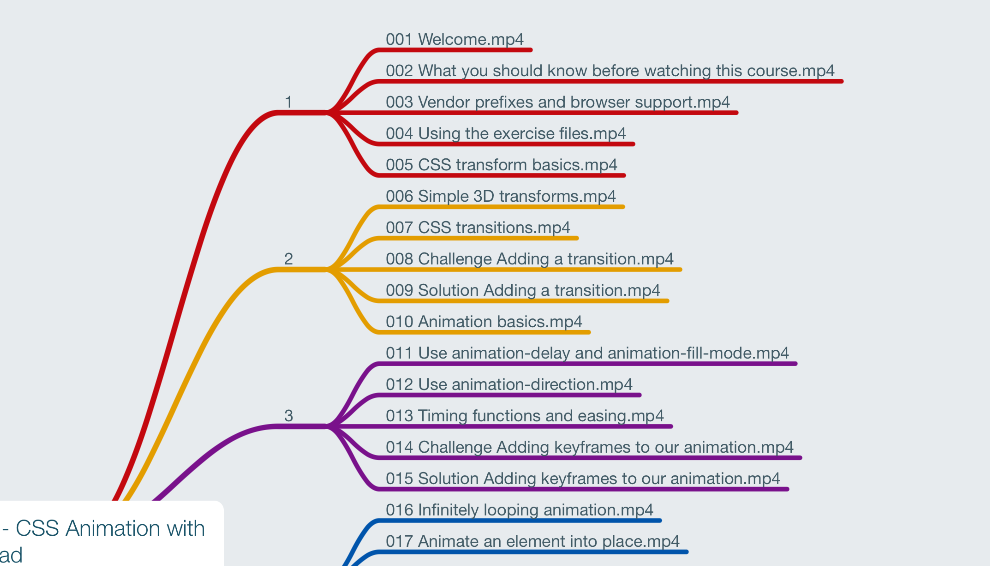 001 Welcome.mp4
002 What you should know before watching this course.mp4
1
003 Vendor prefixes and browser support.mp4
004 Using the exercise files.mp4
005 CSS transform basics.mp4
006 Simple 3D transforms.mp4
007 CSS transitions.mp4
2
008 Challenge Adding a transition.mp4
009 Solution Adding a transition.mp4
010 Animation basics.mp4
011 Use animation-delay and animation-fill-mode.mp4
012 Use animation-direction.mp4
3
013 Timing functions and easing.mp4
014 Challenge Adding keyframes to our animation.mp4
015 Solution Adding keyframes to our animation.mp4
016 Infinitely looping animation.mp4
017 Animate an element into place.mp4
- CSS Animation with
ad